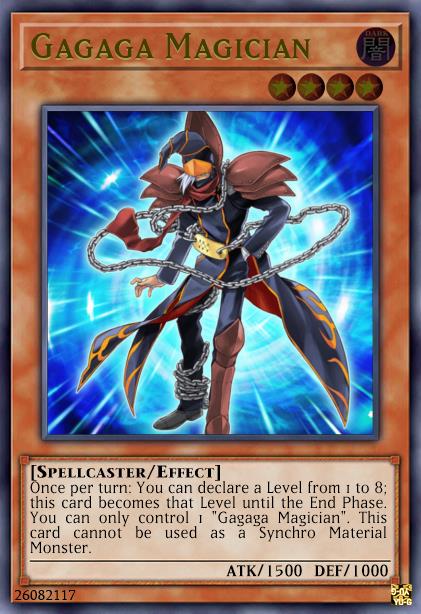 Gagaga Magician
DARK
闇
[Spellcaster/Effect]
Once per turn: You can declare a Level from 1 to 8;
this card becomes that Level until the End Phase.
You can only control 1 "Gagaga Magician". This
card cannot be used as a Synchro Material
Monster.
ATK/1500 DEF/1000
26082117